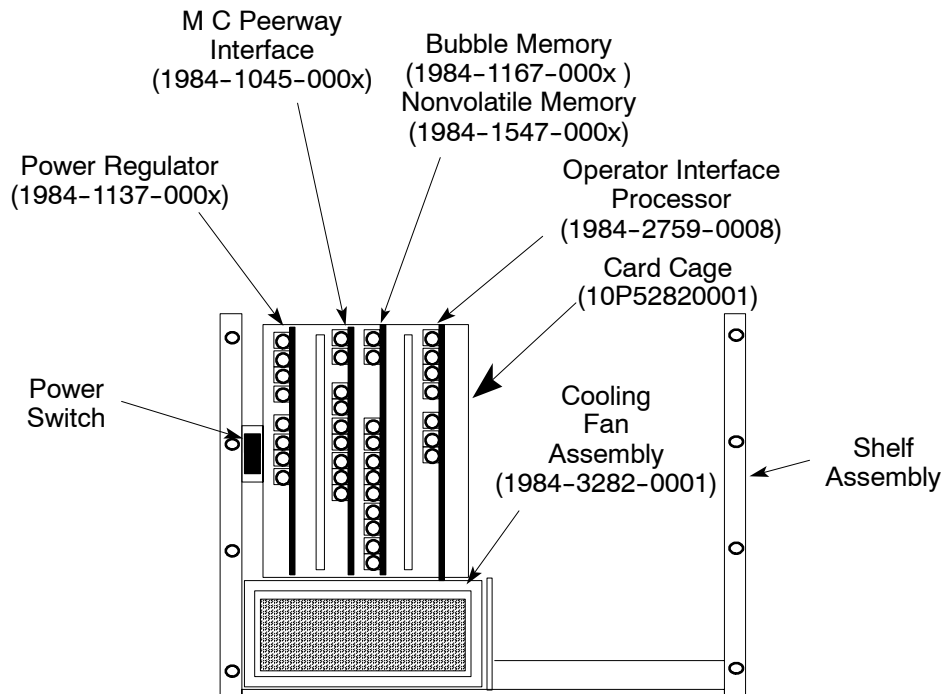 M C Peerway
Interface
(1984-1045-000x)
Bubble Memory
(1984-1167-000x )
Nonvolatile Memory
(1984-1547-000x)
Power Regulator
(1984-1137-000x)
Operator Interface
Processor
(1984-2759-0008)
Card Cage
(10P52820001)
Power
Switch
Cooling
Fan
Assembly
(1984-3282-0001)
Shelf
Assembly